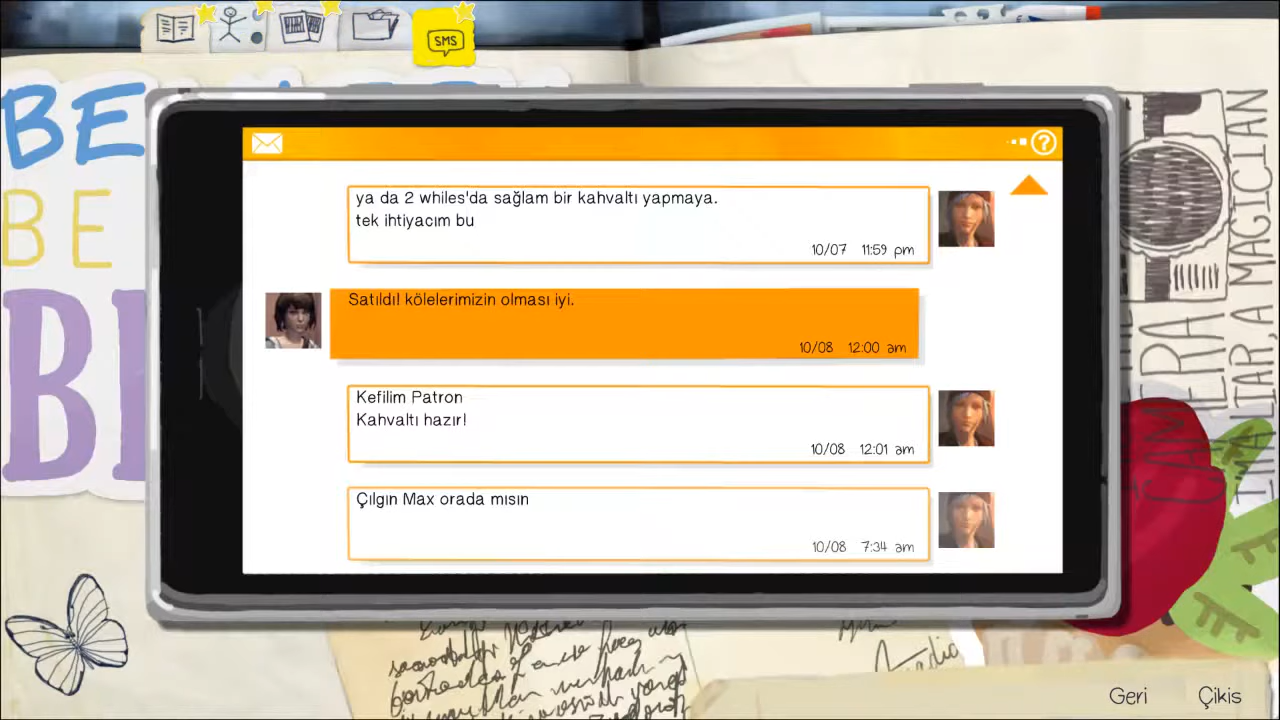 SMS
BE
BE
ya da 2 whiles'da sağlam bir kahvaltı yapmaya.
tek ihtiyacım bu
10/07 11:59 pm
Satıldı! kölelerimizin olması iyi.
10/08 12:00 am
Kefilim Patron
Kahvaltı hazır!
10/08 12:01 am
Çılgın Max orada mısın
10/08 7:34 am
CAMERA
LIAR, A MAGICIAN
Geri
Çikis